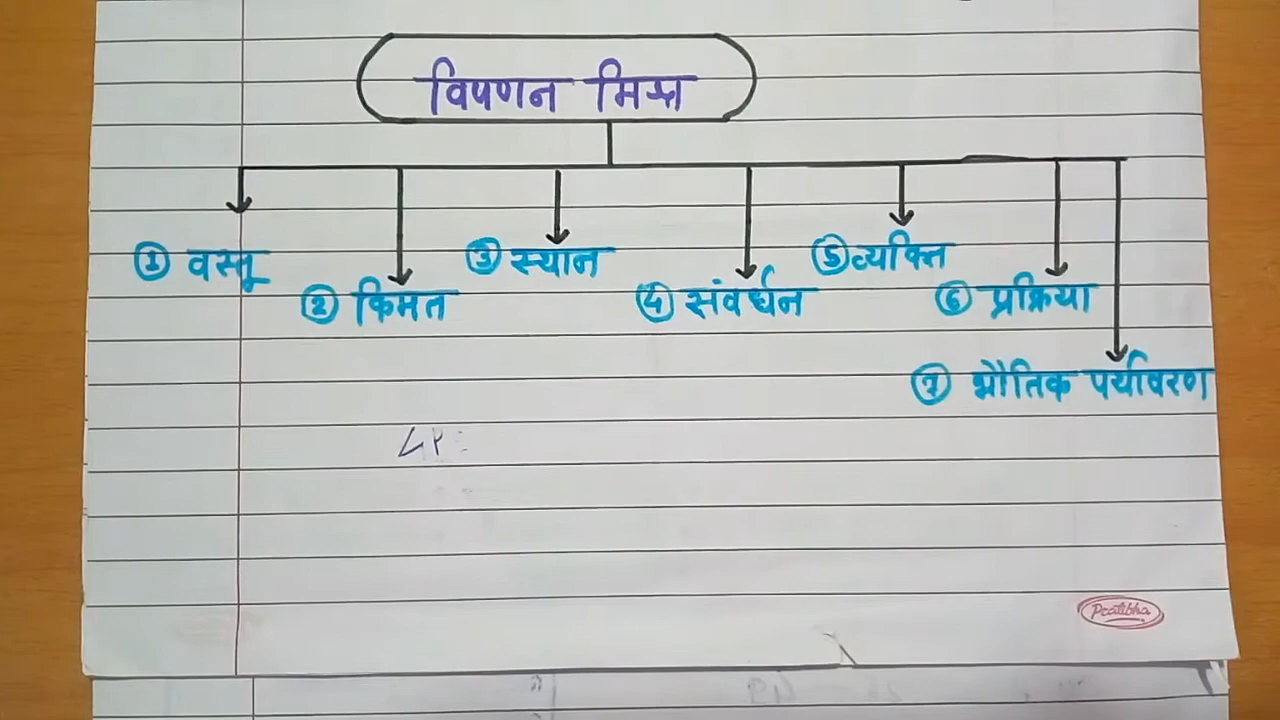 विपणन मिश्र
① वस्तू
② किंमत
③ स्थान
④ संवर्धन
⑤ व्यक्ति
⑥ प्रक्रिया
⑦ भौतिक पर्यावरण
4P:
Pratibha